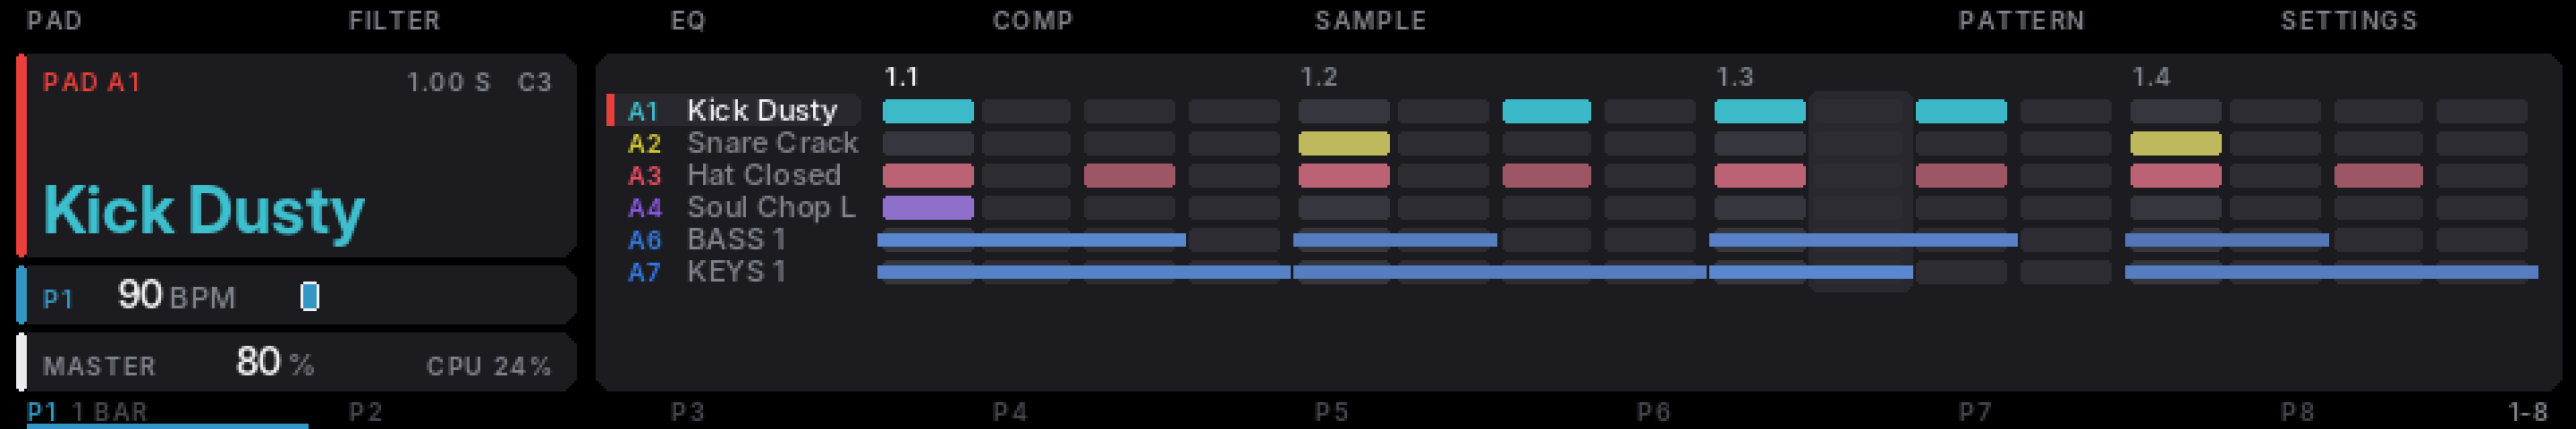 PAD FILTER EQ COMP SAMPLE PATTERN SETTINGS
PAD A1 1.00 S C3
Kick Dusty
P1 90 BPM
MASTER 80 % CPU 24%
1.1 1.2 1.3 1.4
A1 Kick Dusty
A2 Snare Crack
A3 Hat Closed
A4 Soul Chop L
A6 BASS 1
A7 KEYS 1
P1 1 BAR P2 P3 P4 P5 P6 P7 P8 1-8